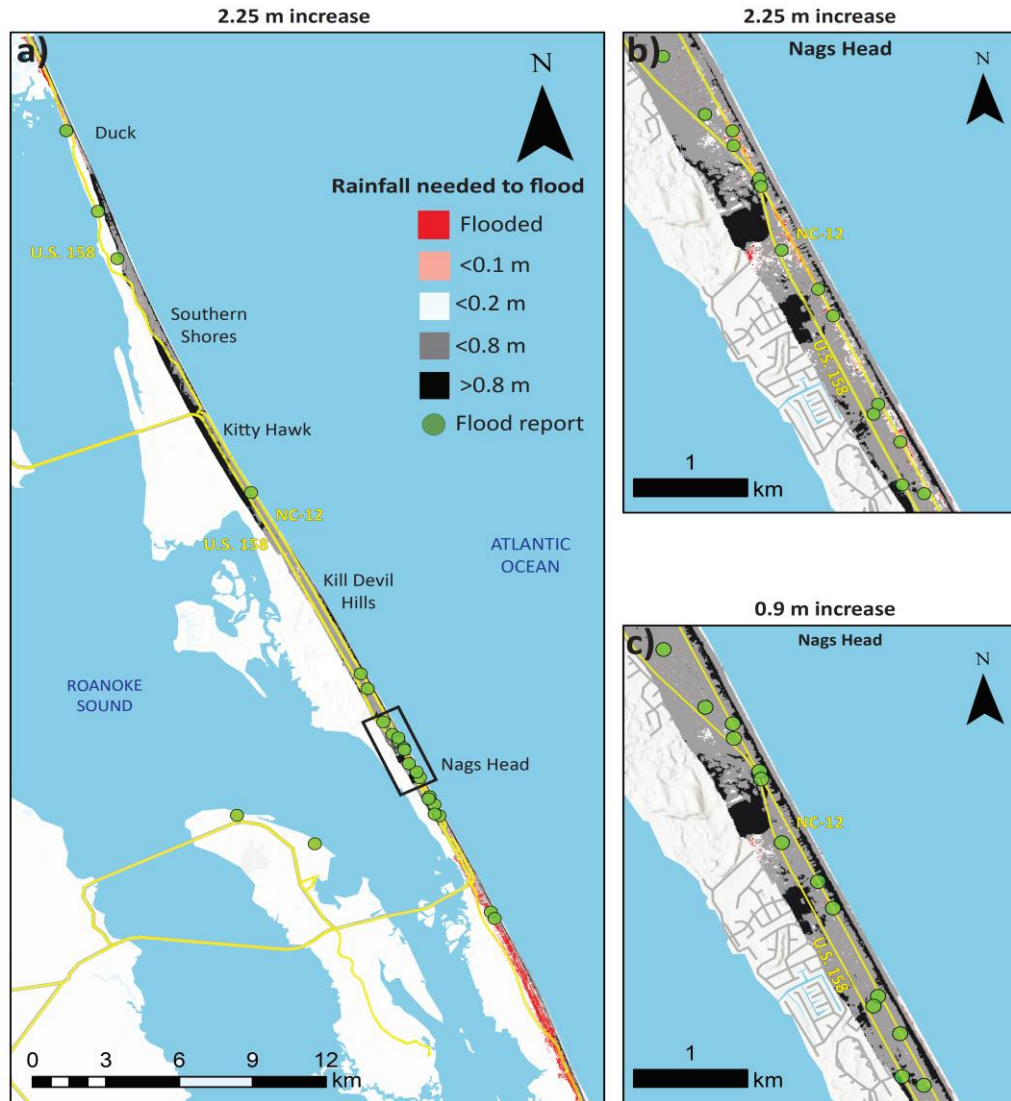 2.25 m increase
a)
N
Duck
Rainfall needed to flood
Flooded
<0.1 m
<0.2 m
<0.8 m
>0.8 m
Flood report
U.S. 158
Southern
Shores
Kitty Hawk
NC-12
U.S. 158
ATLANTIC
OCEAN
Kill Devil
Hills
ROANOKE
SOUND
Nags Head
0 3 6 9 12
km
2.25 m increase
b)
Nags Head
N
NC-12
U.S. 158
1
km
0.9 m increase
c)
Nags Head
N
NC-12
U.S. 158
1
km